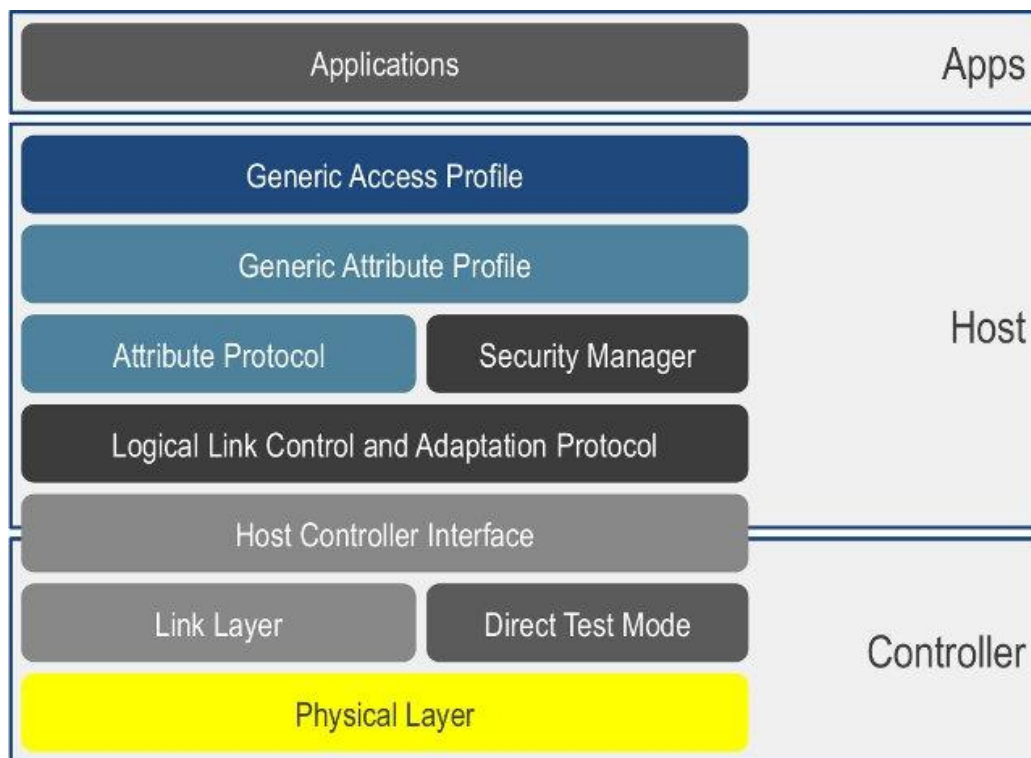 Applications
Apps
Generic Access Profile
Generic Attribute Profile
Host
Attribute Protocol
Security Manager
Logical Link Control and Adaptation Protocol
Host Controller Interface
Link Layer
Direct Test Mode
Controller
Physical Layer